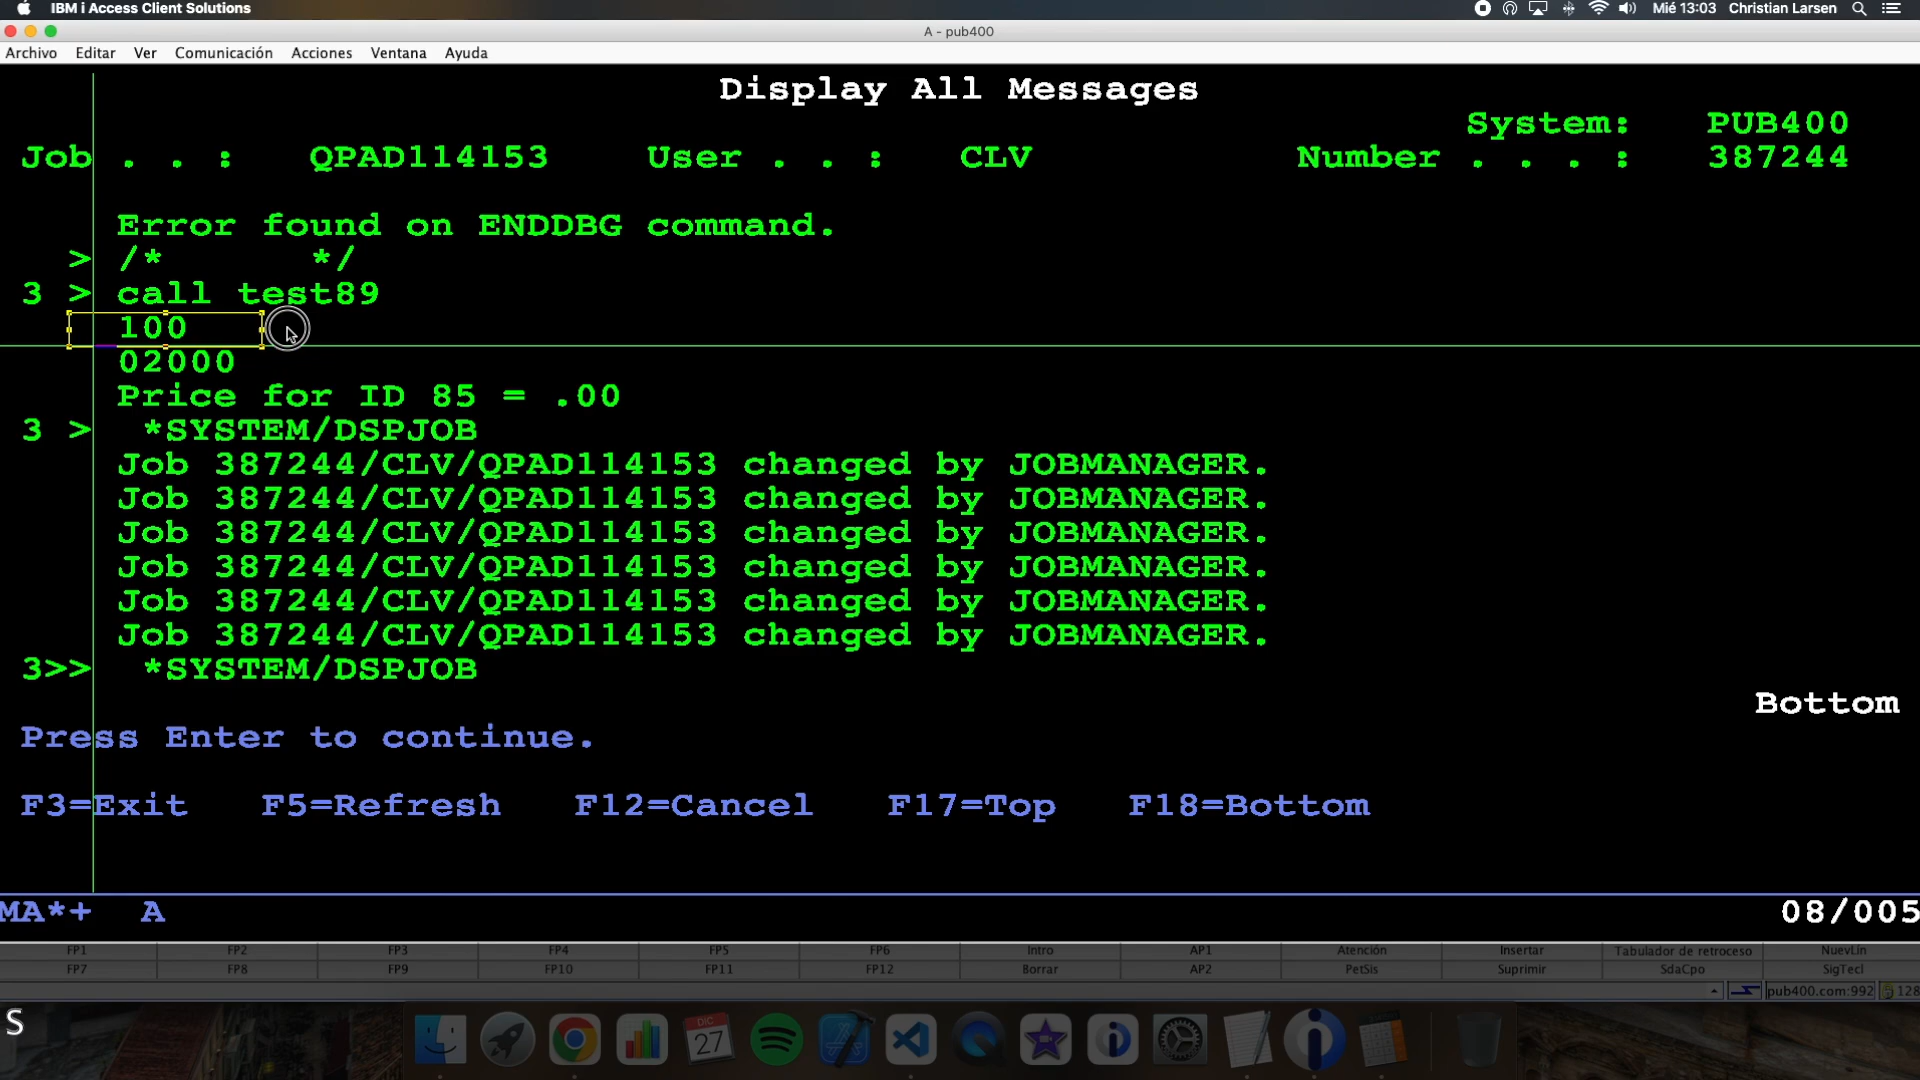 IBM i Access Client Solutions
Mié 13:03 Christian Larsen
A - pub400
Archivo Editar Ver Comunicación Acciones Ventana Ayuda
Display All Messages
System: PUB400
Job . . : QPAD114153 User . . : CLV Number . . . : 387244
Error found on ENDDBG command.
> /* */
3 > call test89
100
02000
Price for ID 85 = .00
3 > *SYSTEM/DSPJOB
Job 387244/CLV/QPAD114153 changed by JOBMANAGER.
Job 387244/CLV/QPAD114153 changed by JOBMANAGER.
Job 387244/CLV/QPAD114153 changed by JOBMANAGER.
Job 387244/CLV/QPAD114153 changed by JOBMANAGER.
Job 387244/CLV/QPAD114153 changed by JOBMANAGER.
Job 387244/CLV/QPAD114153 changed by JOBMANAGER.
3>> *SYSTEM/DSPJOB
Bottom
Press Enter to continue.
F3=Exit F5=Refresh F12=Cancel F17=Top F18=Bottom
MA*+ A 08/005
FP1 FP2 FP3 FP4 FP5 FP6 Intro AP1 Atención Insertar Tabulador de retroceso NuevLín
FP7 FP8 FP9 FP10 FP11 FP12 Borrar AP2 PetSis Suprimir SdaCpo SigTecl
pub400.com:992 128
S
DIC
27